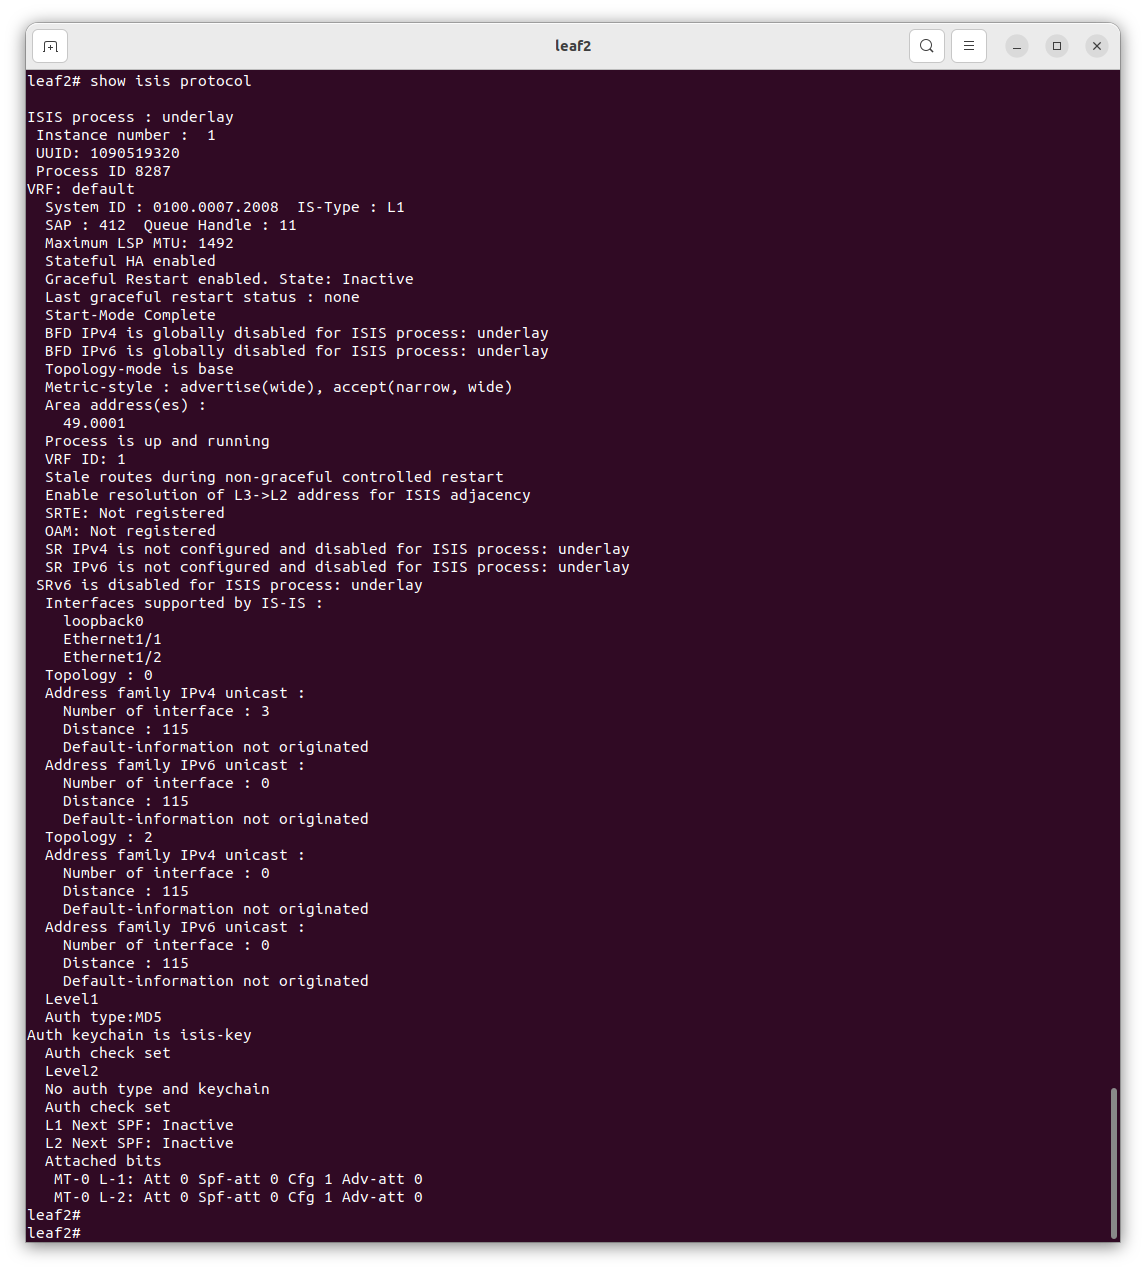 leaf2
leaf2# show isis protocol
ISIS process : underlay
Instance number :  1
UUID: 1090519320
Process ID 8287
VRF: default
System ID : 0100.0007.2008  IS-Type : L1
SAP : 412  Queue Handle : 11
Maximum LSP MTU: 1492
Stateful HA enabled
Graceful Restart enabled. State: Inactive
Last graceful restart status : none
Start-Mode Complete
BFD IPv4 is globally disabled for ISIS process: underlay
BFD IPv6 is globally disabled for ISIS process: underlay
Topology-mode is base
Metric-style : advertise(wide), accept(narrow, wide)
Area address(es) :
49.0001
Process is up and running
VRF ID: 1
Stale routes during non-graceful controlled restart
Enable resolution of L3->L2 address for ISIS adjacency
SRTE: Not registered
OAM: Not registered
SR IPv4 is not configured and disabled for ISIS process: underlay
SR IPv6 is not configured and disabled for ISIS process: underlay
SRv6 is disabled for ISIS process: underlay
Interfaces supported by IS-IS :
loopback0
Ethernet1/1
Ethernet1/2
Topology : 0
Address family IPv4 unicast :
Number of interface : 3
Distance : 115
Default-information not originated
Address family IPv6 unicast :
Number of interface : 0
Distance : 115
Default-information not originated
Topology : 2
Address family IPv4 unicast :
Number of interface : 0
Distance : 115
Default-information not originated
Address family IPv6 unicast :
Number of interface : 0
Distance : 115
Default-information not originated
Level1
Auth type:MD5
Auth keychain is isis-key
Auth check set
Level2
No auth type and keychain
Auth check set
L1 Next SPF: Inactive
L2 Next SPF: Inactive
Attached bits
MT-0 L-1: Att 0 Spf-att 0 Cfg 1 Adv-att 0
MT-0 L-2: Att 0 Spf-att 0 Cfg 1 Adv-att 0
leaf2#
leaf2#